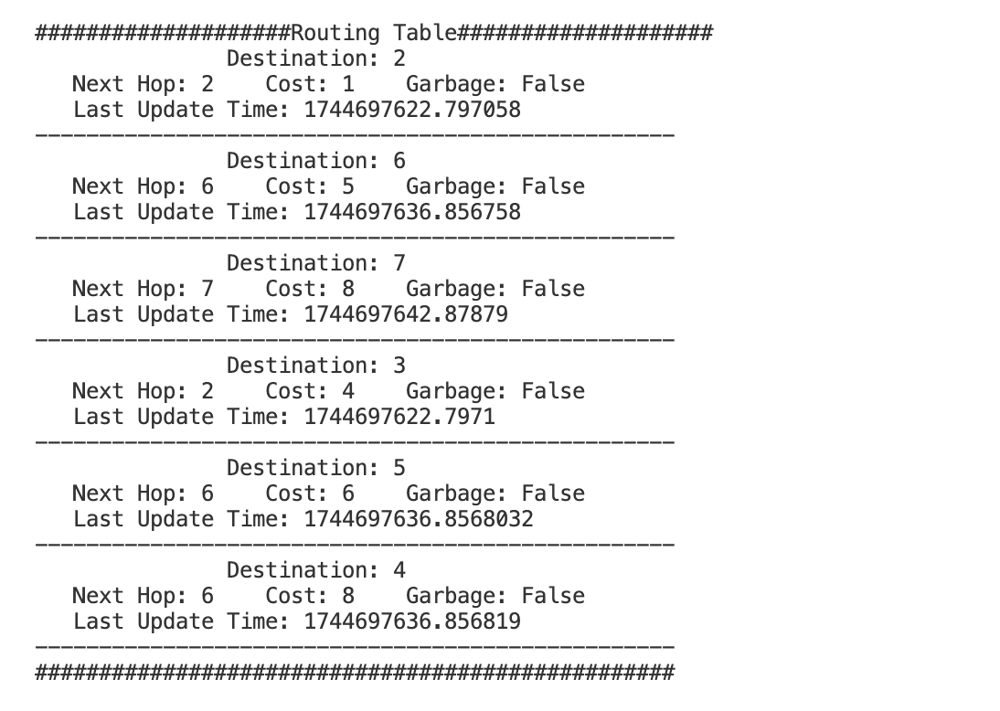 ####################Routing Table####################
Destination: 2
Next Hop: 2    Cost: 1    Garbage: False
Last Update Time: 1744697622.797058
--------------------------------------------------
Destination: 6
Next Hop: 6    Cost: 5    Garbage: False
Last Update Time: 1744697636.856758
--------------------------------------------------
Destination: 7
Next Hop: 7    Cost: 8    Garbage: False
Last Update Time: 1744697642.87879
--------------------------------------------------
Destination: 3
Next Hop: 2    Cost: 4    Garbage: False
Last Update Time: 1744697622.7971
--------------------------------------------------
Destination: 5
Next Hop: 6    Cost: 6    Garbage: False
Last Update Time: 1744697636.8568032
--------------------------------------------------
Destination: 4
Next Hop: 6    Cost: 8    Garbage: False
Last Update Time: 1744697636.856819
--------------------------------------------------
##################################################